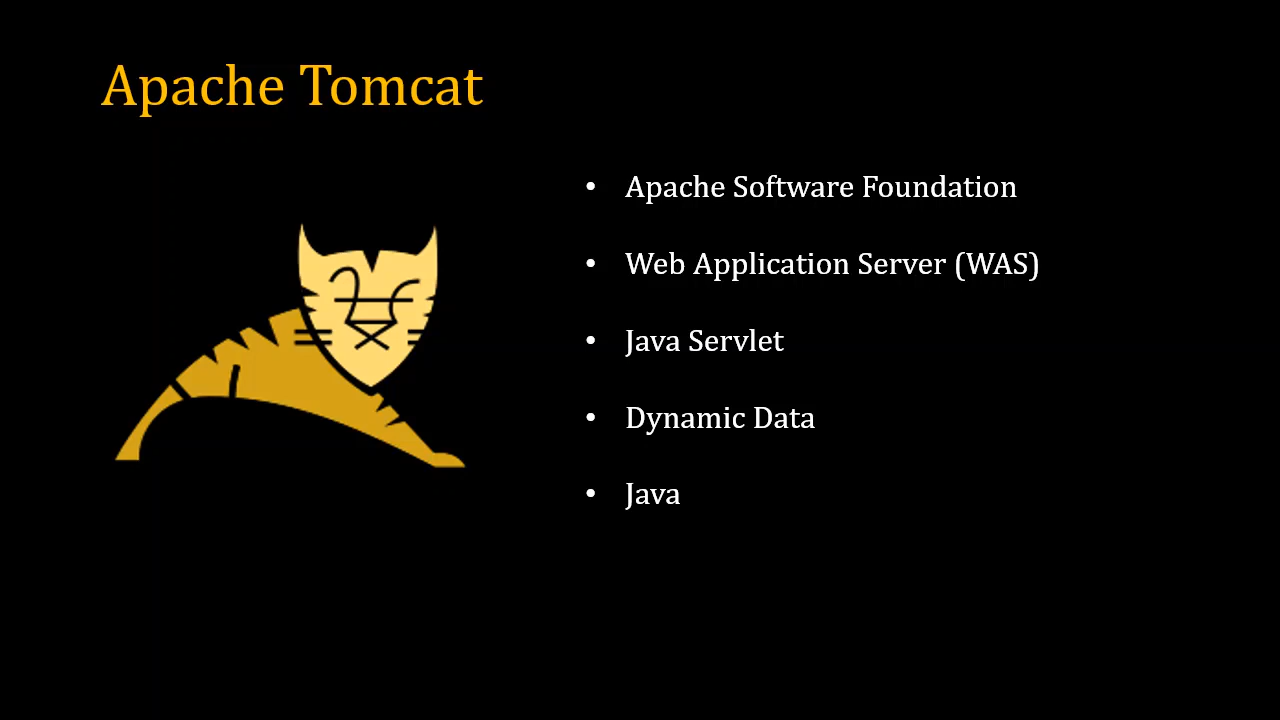 Apache Tomcat
• Apache Software Foundation
• Web Application Server (WAS)
• Java Servlet
• Dynamic Data
• Java